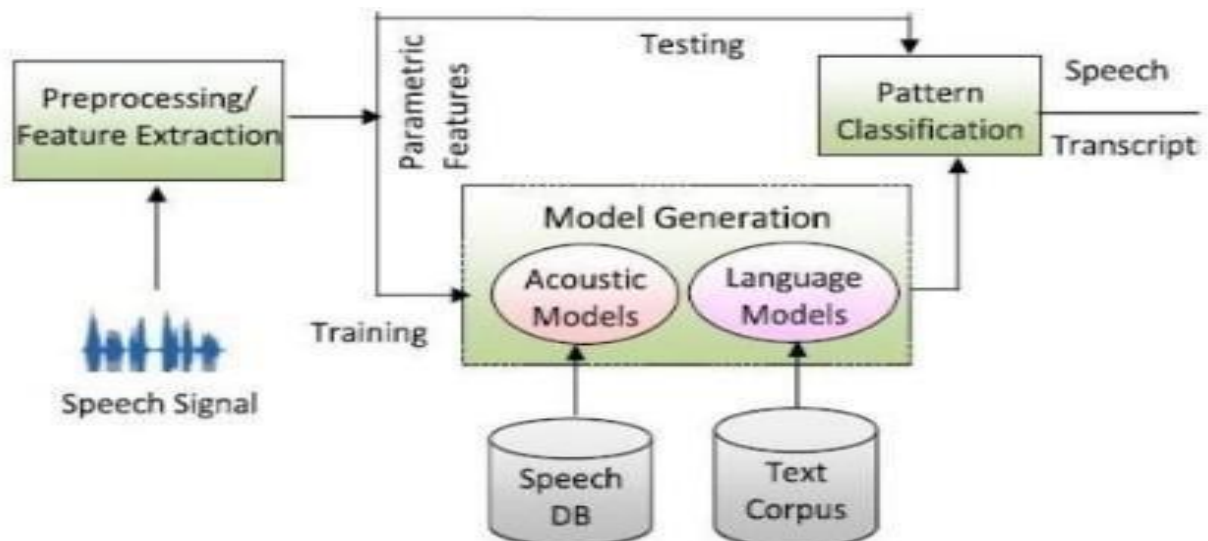 Preprocessing/
Feature Extraction
Speech Signal
Parametric
Features
Testing
Training
Pattern
Classification
Speech
Transcript
Model Generation
Acoustic
Models
Language
Models
Speech
DB
Text
Corpus